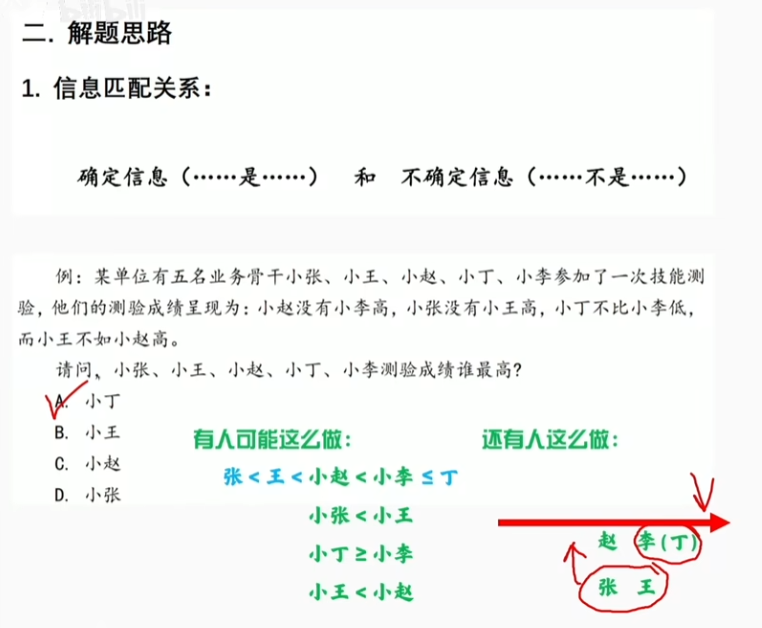 bilibili
二. 解题思路
1. 信息匹配关系：
确定信息（……是……） 和 不确定信息（……不是……）
例：某单位有五名业务骨干小张、小王、小赵、小丁、小李参加了一次技能测
验，他们的测验成绩呈现为：小赵没有小李高，小张没有小王高，小丁不比小李低，
而小王不如小赵高。
请问，小张、小王、小赵、小丁、小李测验成绩谁最高？
A. 小丁
B. 小王
C. 小赵
D. 小张
有人可能这么做：
张＜王＜小赵＜小李≤丁
小张＜小王
小丁≥小李
小王＜小赵
还有人这么做：
赵 李（丁）
张 王